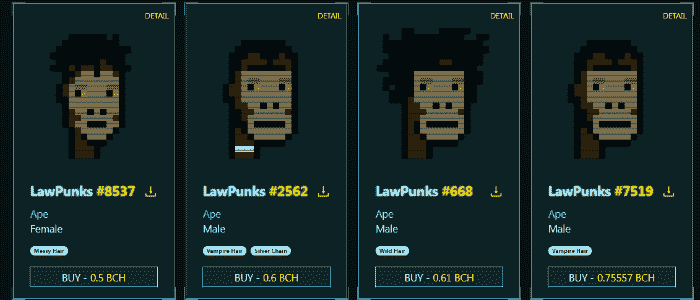 DETAIL
LawPunks #8537
Ape
Female
Messy Hair
BUY - 0.5 BCH
DETAIL
LawPunks #2562
Ape
Male
Vampire Hair Silver Chain
BUY - 0.6 BCH
DETAIL
LawPunks #668
Ape
Male
Wild Hair
BUY - 0.61 BCH
DETAIL
LawPunks #7519
Ape
Male
Vampire Hair
BUY - 0.75557 BCH